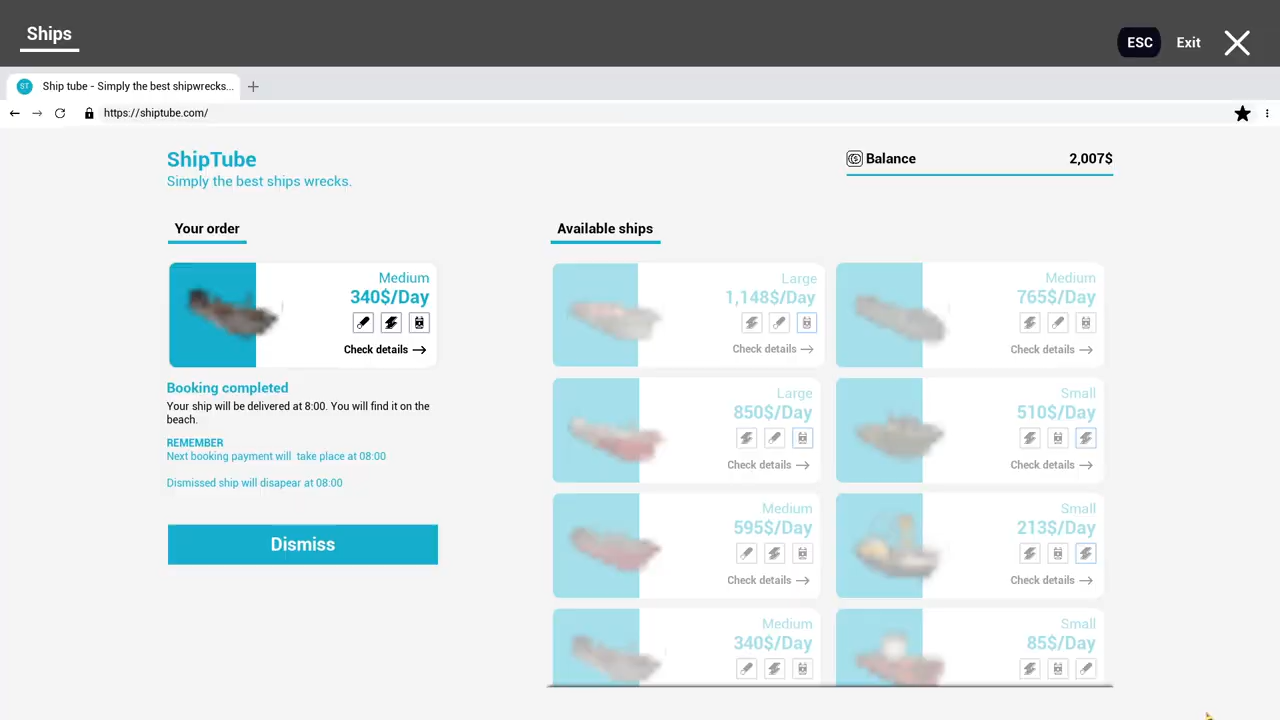 Ships
ESC Exit
ST Ship tube - Simply the best shipwrecks...
https://shiptube.com/
ShipTube
Simply the best ships wrecks.
Balance 2,007$
Your order
Medium
340$/Day
Check details
Booking completed
Your ship will be delivered at 8:00. You will find it on the
beach.
REMEMBER
Next booking payment will take place at 08:00
Dismissed ship will disapear at 08:00
Dismiss
Available ships
Large
1,148$/Day
Check details
Medium
765$/Day
Check details
Large
850$/Day
Check details
Small
510$/Day
Check details
Medium
595$/Day
Check details
Small
213$/Day
Check details
Medium
340$/Day
Small
85$/Day